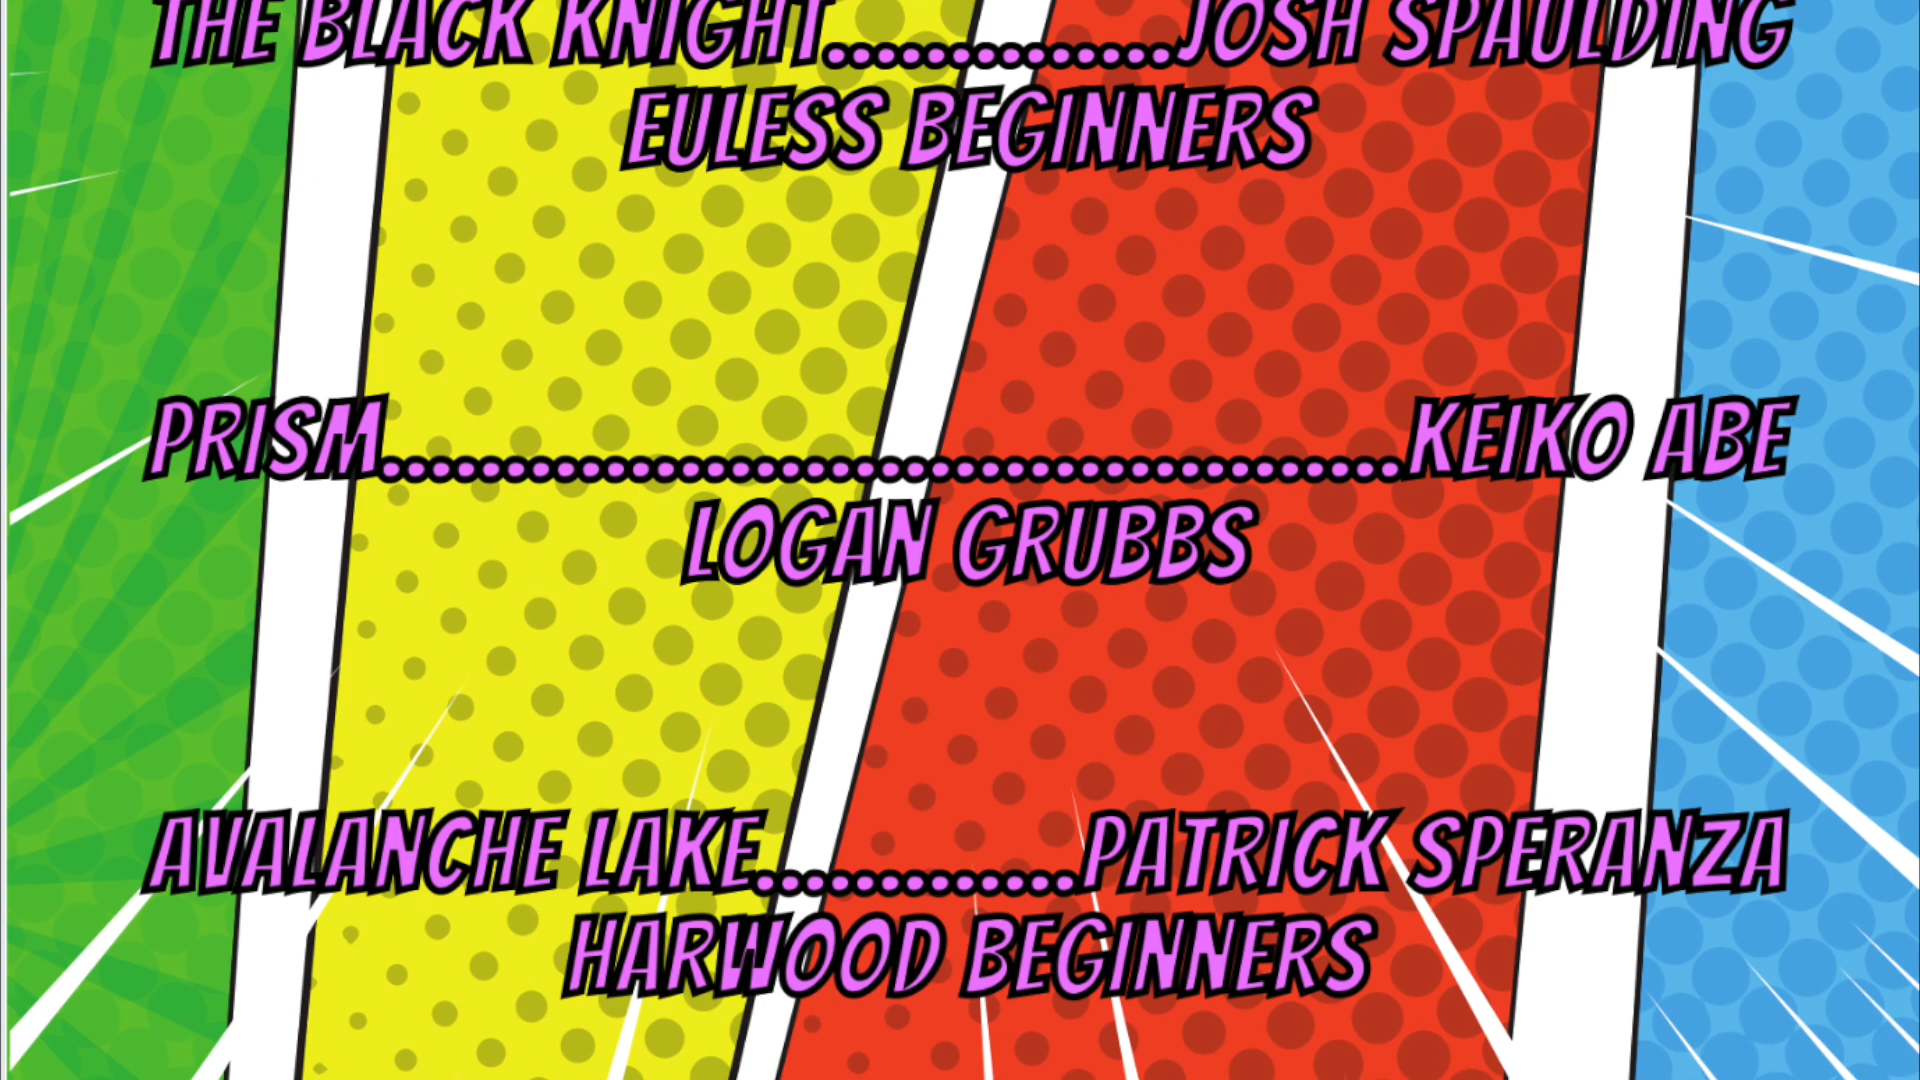 THE BLACK KNIGHT..............JOSH SPAULDING
EULESS BEGINNERS
PRISM..........................................KEIKO ABE
LOGAN GRUBBS
AVALANCHE LAKE.............PATRICK SPERANZA
HARWOOD BEGINNERS